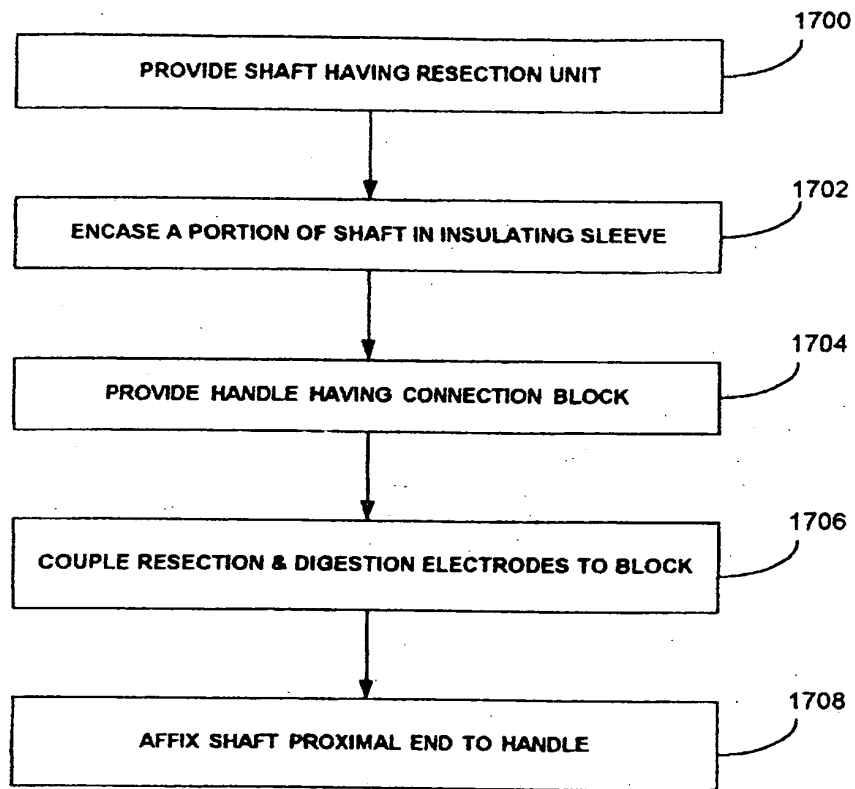 1700
PROVIDE SHAFT HAVING RESECTION UNIT
1702
ENCASE A PORTION OF SHAFT IN INSULATING SLEEVE
1704
PROVIDE HANDLE HAVING CONNECTION BLOCK
1706
COUPLE RESECTION & DIGESTION ELECTRODES TO BLOCK
1708
AFFIX SHAFT PROXIMAL END TO HANDLE